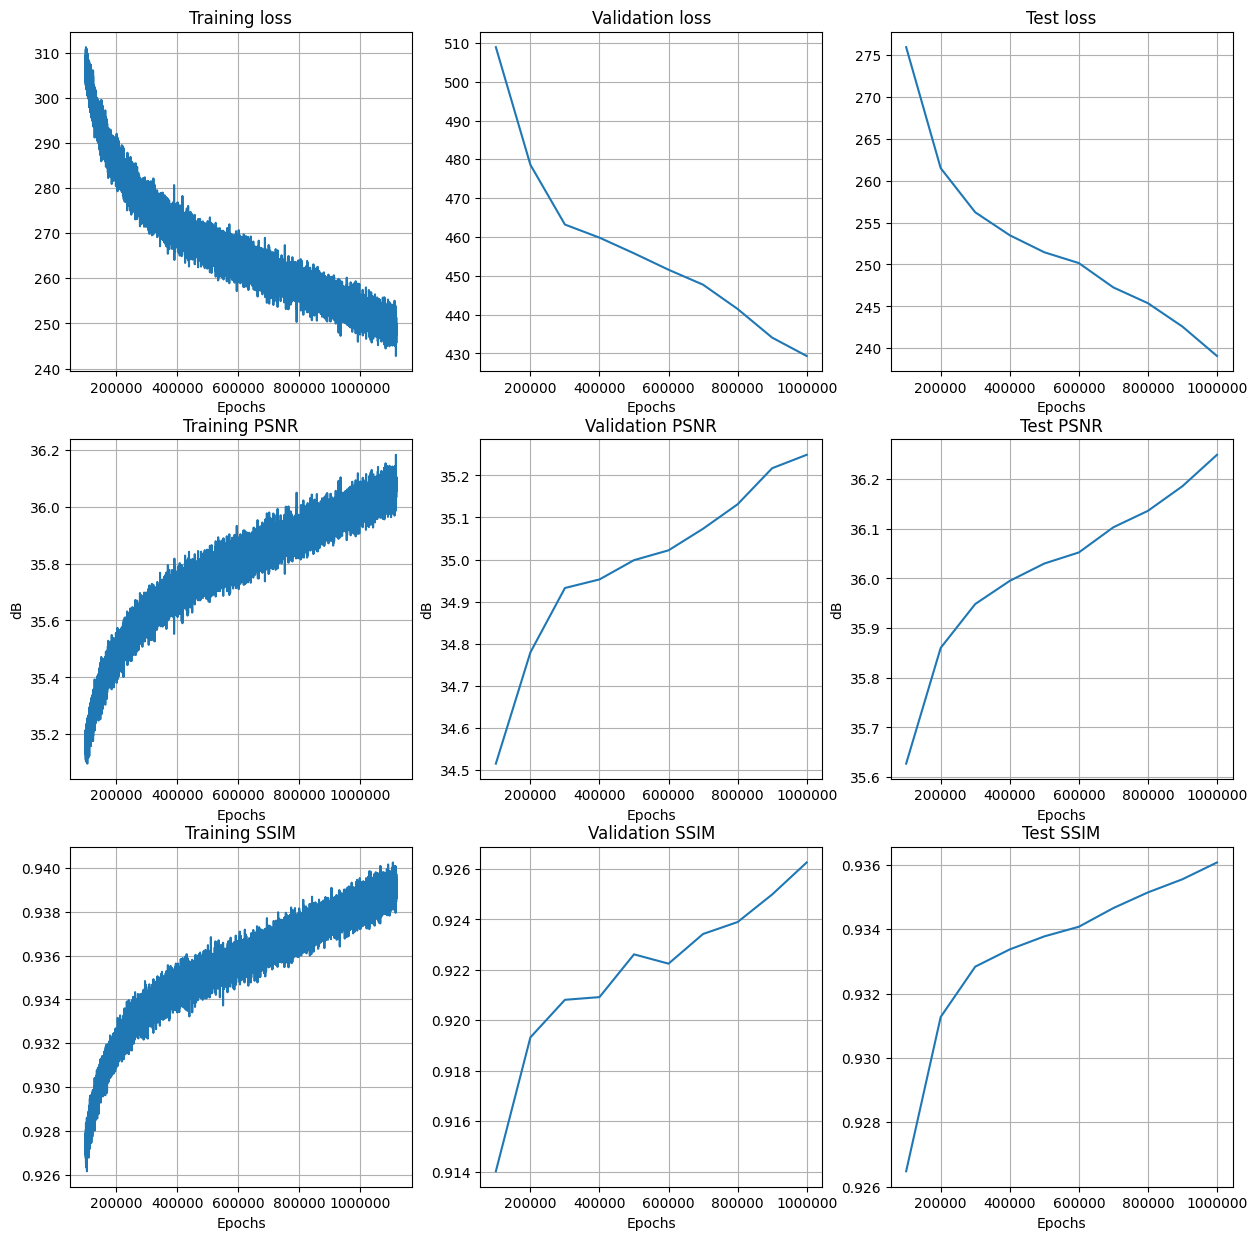 Training loss
Validation loss
Test loss
310
300
290
280
270
260
250
240
200000 400000 600000 800000 1000000
Epochs
510
500
490
480
470
460
450
440
430
200000 400000 600000 800000 1000000
Epochs
275
270
265
260
255
250
245
240
200000 400000 600000 800000 1000000
Epochs
Training PSNR
Validation PSNR
Test PSNR
dB
36.2
36.0
35.8
35.6
35.4
35.2
200000 400000 600000 800000 1000000
Epochs
dB
35.2
35.1
35.0
34.9
34.8
34.7
34.6
34.5
200000 400000 600000 800000 1000000
Epochs
dB
36.2
36.1
36.0
35.9
35.8
35.7
35.6
200000 400000 600000 800000 1000000
Epochs
Training SSIM
Validation SSIM
Test SSIM
0.940
0.938
0.936
0.934
0.932
0.930
0.928
0.926
200000 400000 600000 800000 1000000
Epochs
0.926
0.924
0.922
0.920
0.918
0.916
0.914
200000 400000 600000 800000 1000000
Epochs
0.936
0.934
0.932
0.930
0.928
0.926
200000 400000 600000 800000 1000000
Epochs